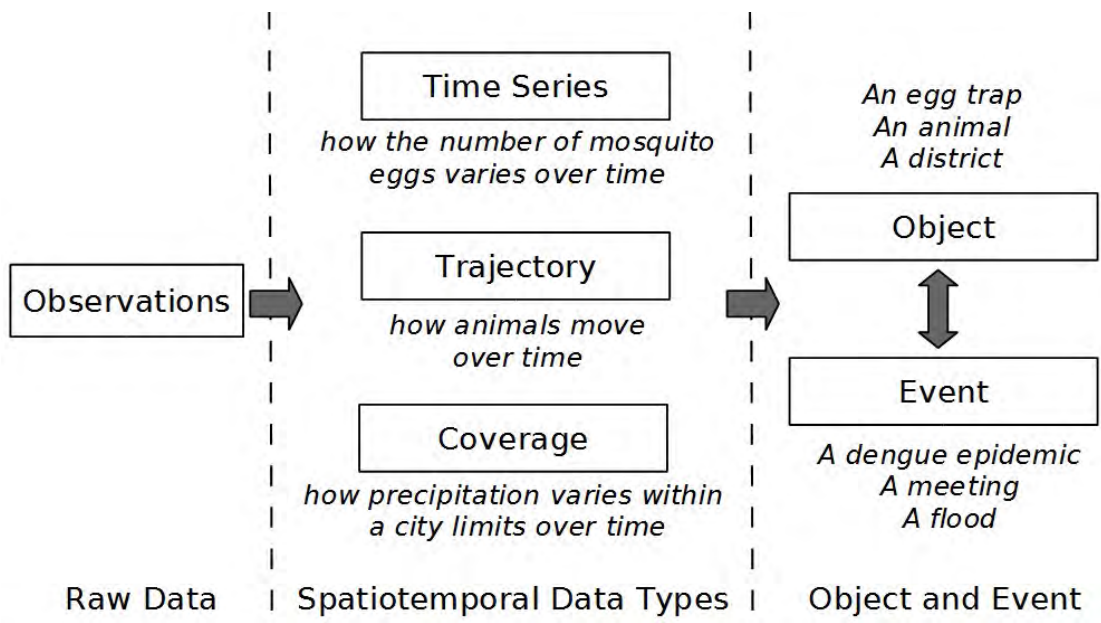 Observations
Raw Data
Time Series
how the number of mosquito
eggs varies over time
Trajectory
how animals move
over time
Coverage
how precipitation varies within
a city limits over time
Spatiotemporal Data Types
An egg trap
An animal
A district
Object
Event
A dengue epidemic
A meeting
A flood
Object and Event